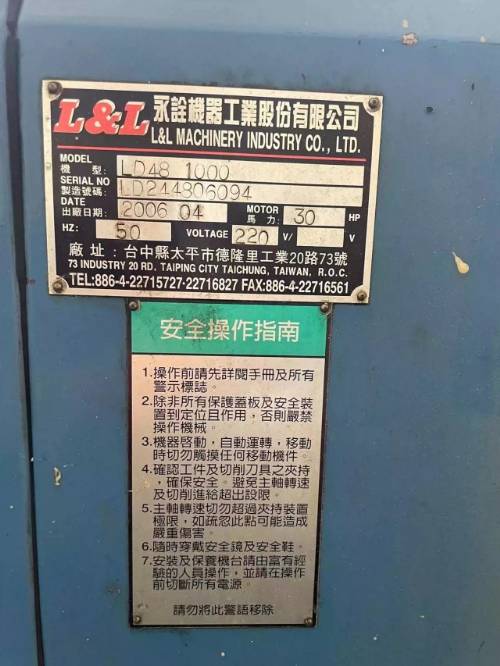 L&L 永詮機器工業股份有限公司
L&L MACHINERY INDUSTRY CO., LTD.
MODEL
機 型: LD48 1000
SERIAL NO
製造號碼: LD244806094
DATE
出廠日期: 2006 04 MOTOR 馬 力: 30 HP
HZ: 50 VOLTAGE 220 V/ V
廠 址:台中縣太平市德隆里工業20路73號
73 INDUSTRY 20 RD. TAIPING CITY TAICHUNG, TAIWAN, R.O.C.
TEL:886-4-22715727-22716827 FAX:886-4-22716561
安全操作指南
1.操作前請先詳閱手冊及所有
警示標誌。
2.除非所有保護蓋板及安全裝
置到定位且作用,否則嚴禁
操作機械。
3.機器啓動,自動運轉,移動
時切勿觸摸任何移動機件。
4.確認工件及切削刀具之夾持
,確保安全。避免主軸轉速
及切削進給超出設限。
5.主軸轉速切勿超過夾持裝置
極限,如疏忽此點可能造成
嚴重傷害。
6.隨時穿戴安全鏡及安全鞋。
7.安裝及保養機台請由富有經
驗的人員操作,並請在操作
前切斷所有電源。
請勿將此警語移除